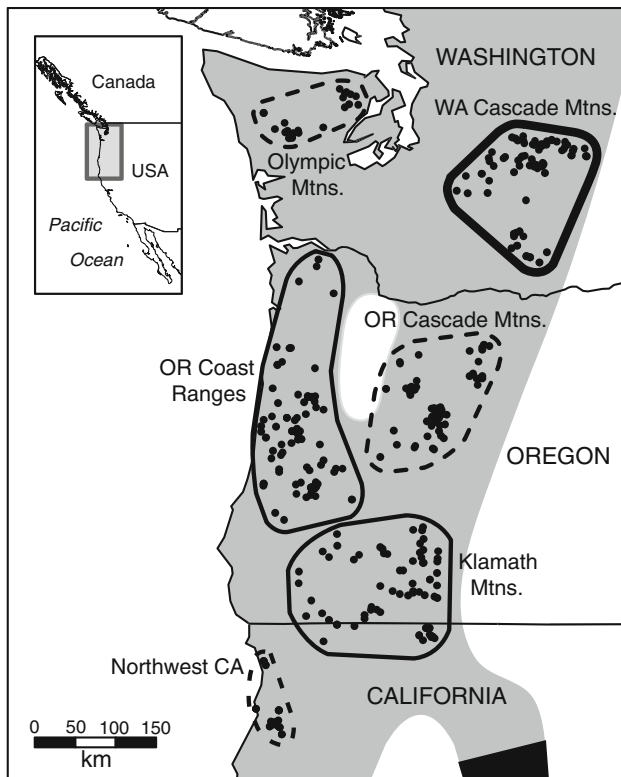 Canada
USA
Pacific
Ocean
WASHINGTON
WA Cascade Mtns.
Olympic
Mtns.
OR Cascade Mtns.
OR Coast
Ranges
OREGON
Klamath
Mtns.
Northwest CA
CALIFORNIA
0 50 100 150
km